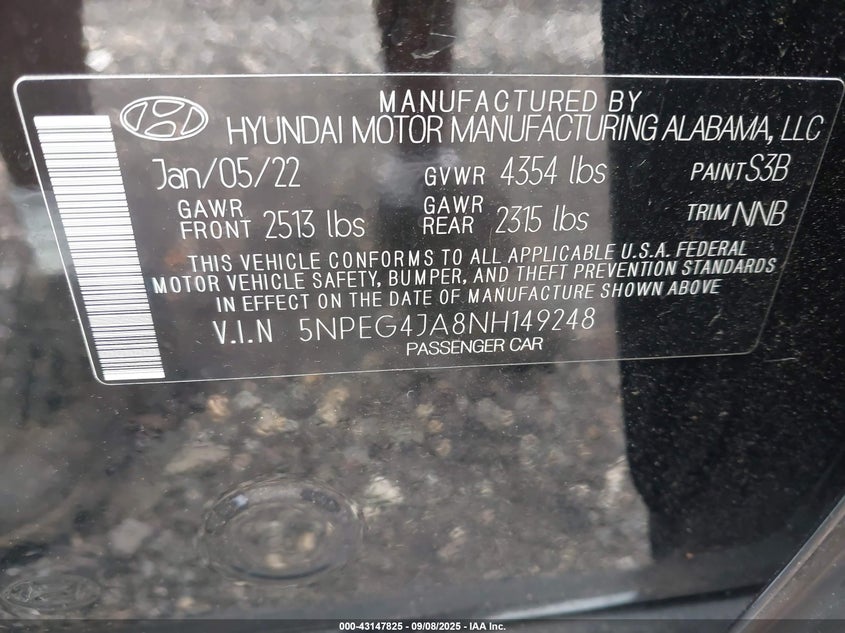 MANUFACTURED BY
HYUNDAI MOTOR MANUFACTURING ALABAMA, LLC
Jan/05/22 GVWR 4354 lbs PAINT S3B
GAWR FRONT 2513 lbs GAWR REAR 2315 lbs TRIM NNB
THIS VEHICLE CONFORMS TO ALL APPLICABLE U.S.A. FEDERAL
MOTOR VEHICLE SAFETY, BUMPER, AND THEFT PREVENTION STANDARDS
IN EFFECT ON THE DATE OF MANUFACTURE SHOWN ABOVE
V.I.N 5NPEG4JA8NH149248
PASSENGER CAR
000-43147825 - 09/08/2025 - IAA Inc.